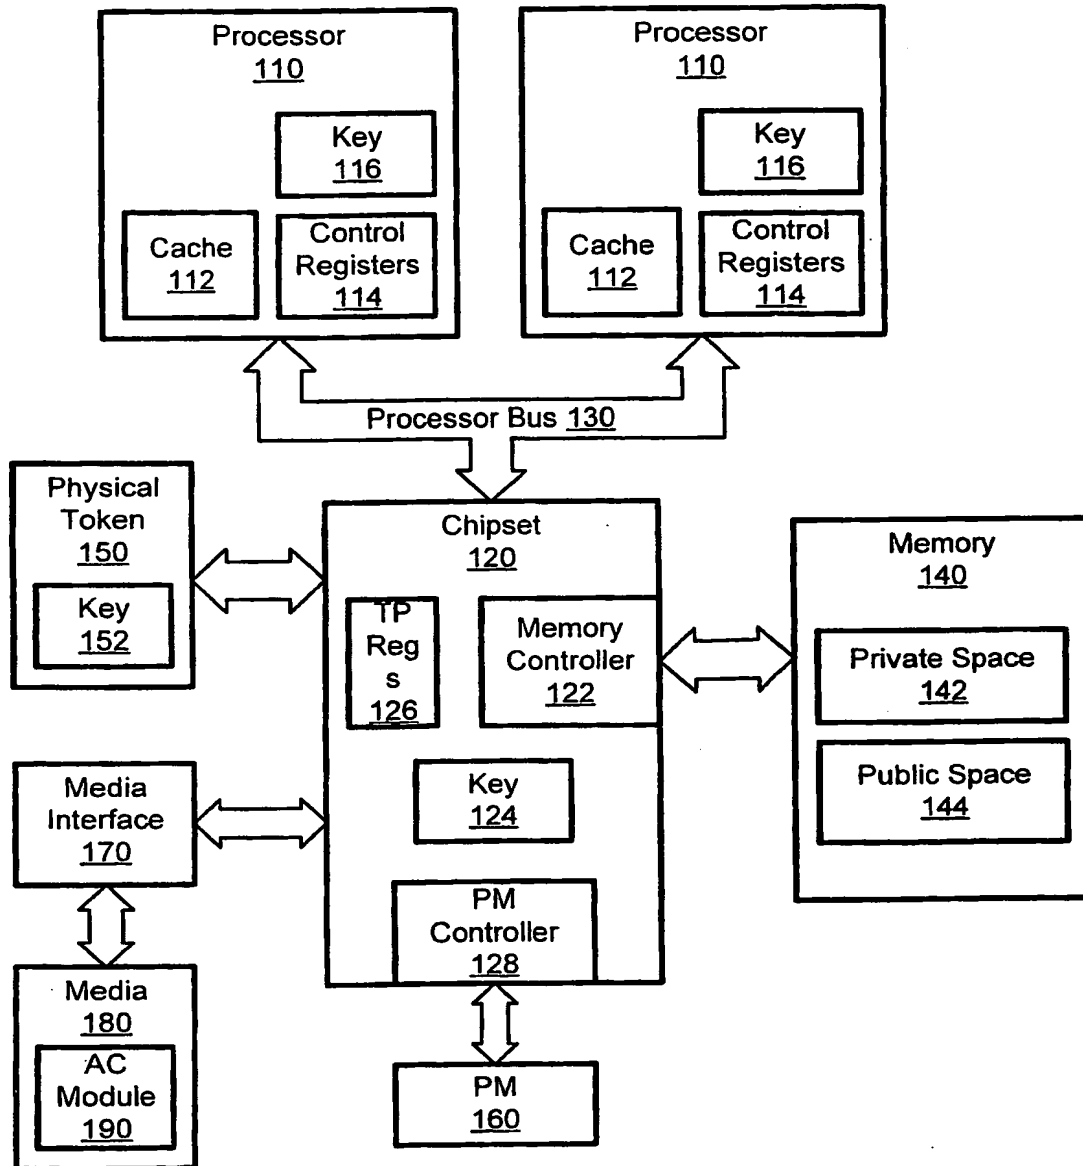 Processor
110
Key
116
Cache
112
Control
Registers
114
Processor
110
Key
116
Cache
112
Control
Registers
114
Processor Bus 130
Physical
Token
150
Key
152
Chipset
120
TP
Reg
s
126
Memory
Controller
122
Key
124
PM
Controller
128
Memory
140
Private Space
142
Public Space
144
Media
Interface
170
Media
180
AC
Module
190
PM
160